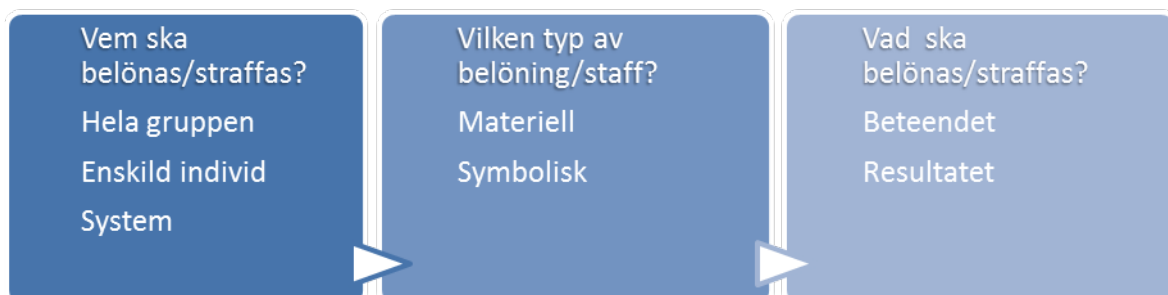 Vem ska
belönas/straffas?
Hela gruppen
Enskild individ
System
Vilken typ av
belöning/staff?
Materiell
Symbolisk
Vad  ska
belönas/straffas?
Beteendet
Resultatet